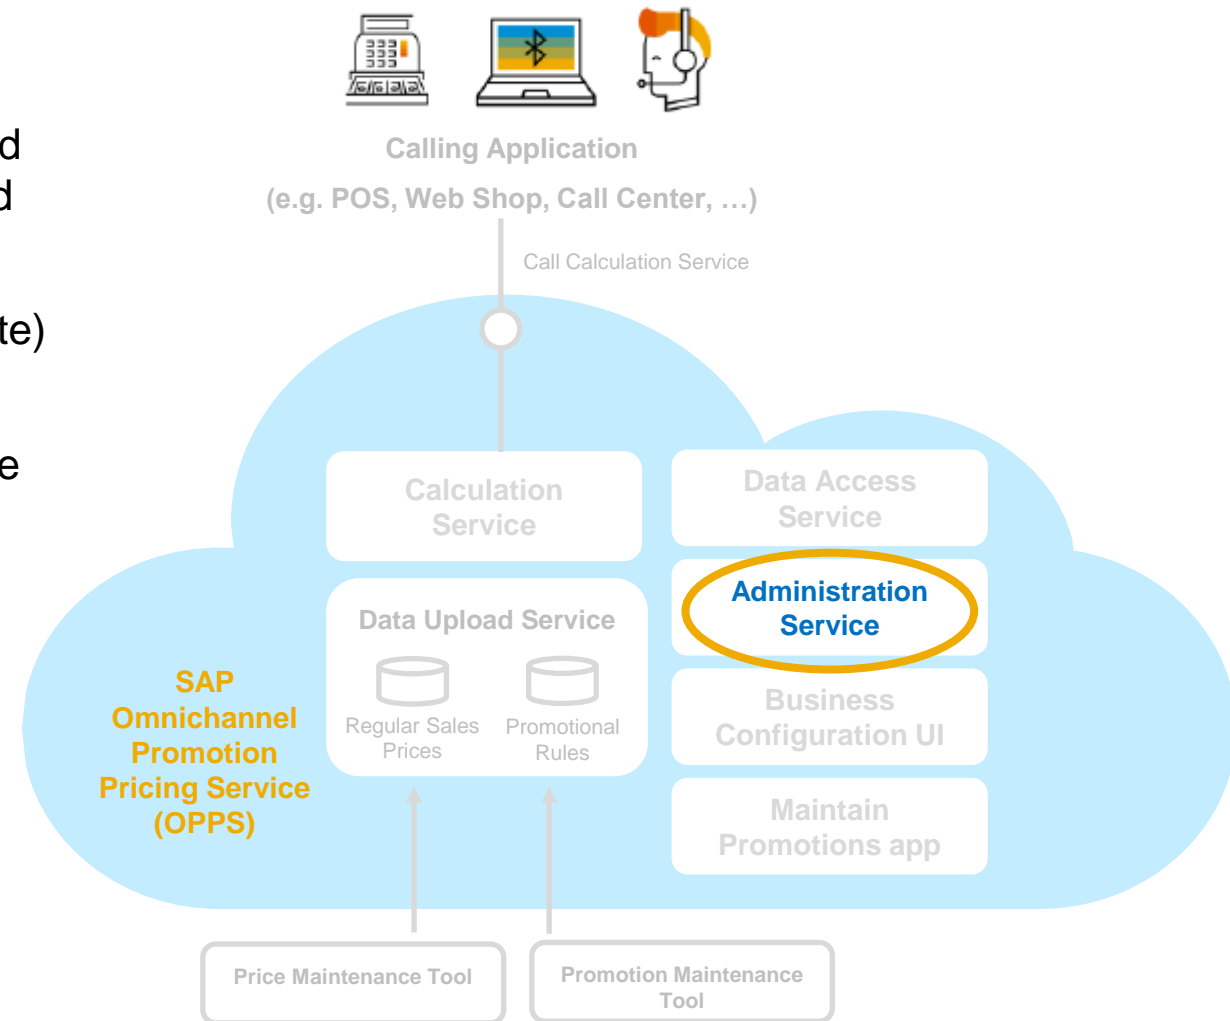 Calling Application
(e.g. POS, Web Shop, Call Center, …)
Call Calculation Service
te)
Calculation
Service
Data Access
Service
Administration
Service
Data Upload Service
Regular Sales
Prices
Promotional
Rules
SAP
Omnichannel
Promotion
Pricing Service
(OPPS)
Business
Configuration UI
Maintain
Promotions app
Price Maintenance Tool
Promotion Maintenance
Tool